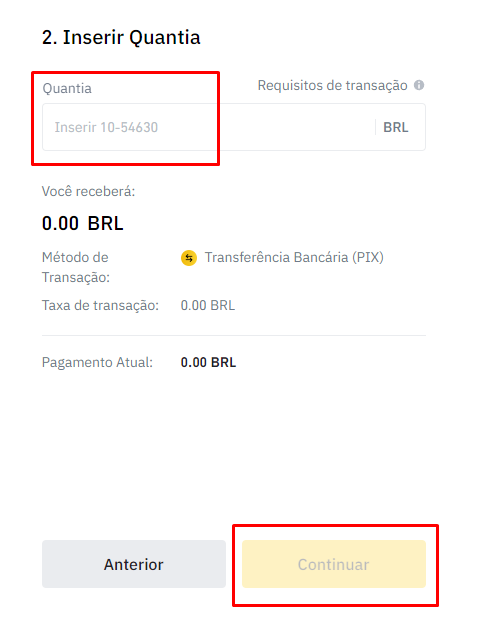 2. Inserir Quantia
Quantia
Requisitos de transação
Inserir 10-54630
BRL
Você receberá:
0.00 BRL
Método de
Transação:
Transferência Bancária (PIX)
Taxa de transação:
0.00 BRL
Pagamento Atual:
0.00 BRL
Anterior
Continuar